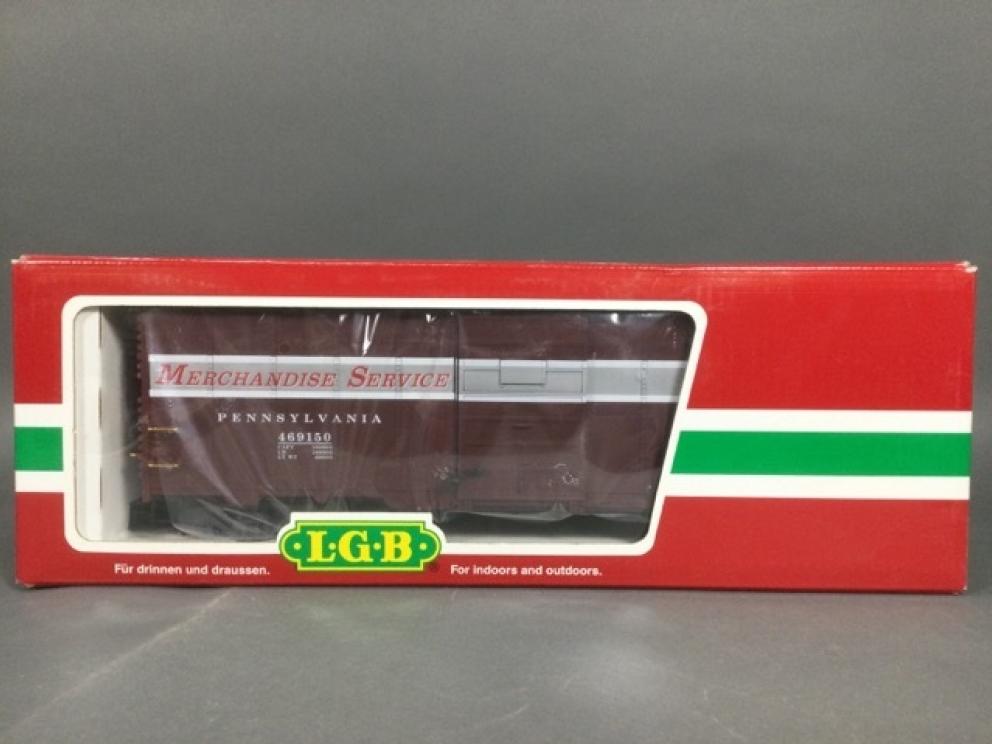 MERCHANDISE SERVICE
PENNSYLVANIA
469150
L·G·B
Für drinnen und draussen.
For indoors and outdoors.